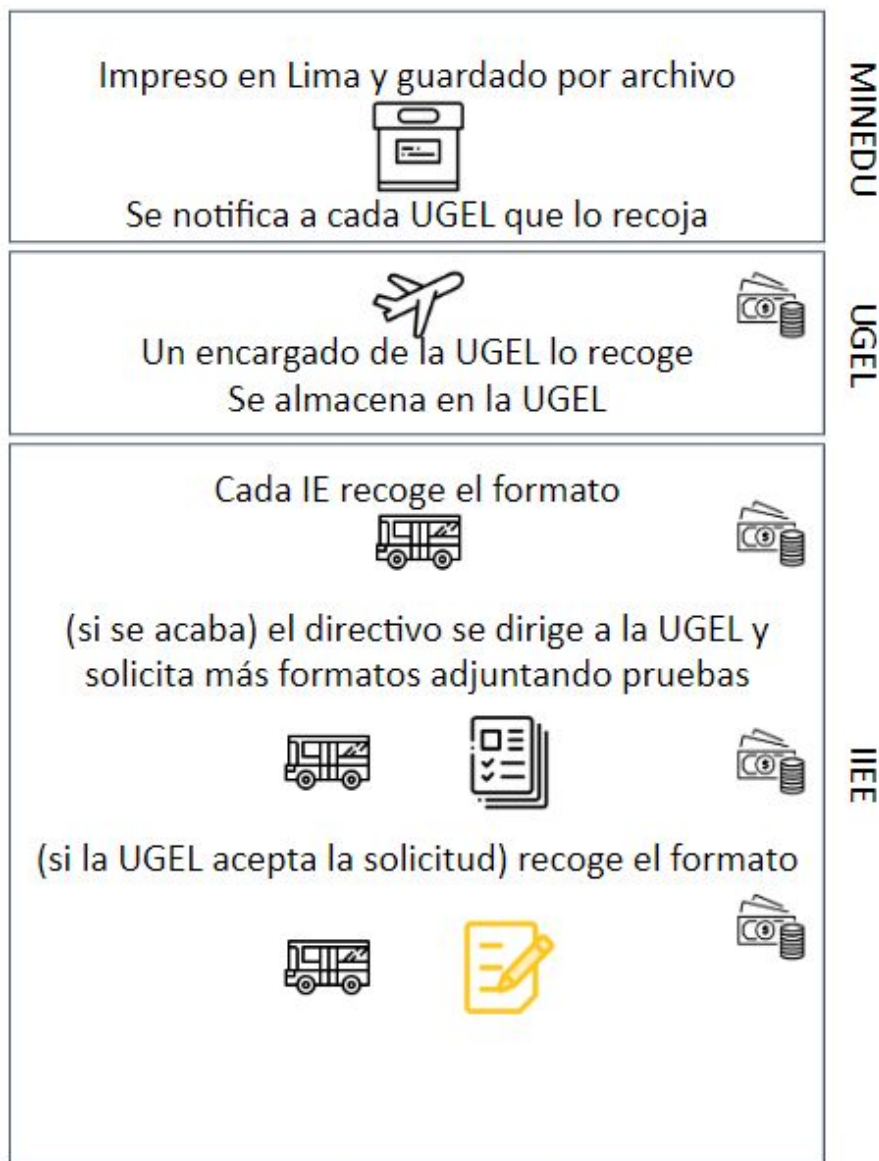 Impreso en Lima y guardado por archivo
Se notifica a cada UGEL que lo recoja
MINEDU
Un encargado de la UGEL lo recoge
Se almacena en la UGEL
UGEL
Cada IE recoge el formato
(si se acaba) el directivo se dirige a la UGEL y
solicita más formatos adjuntando pruebas
(si la UGEL acepta la solicitud) recoge el formato
IIEE